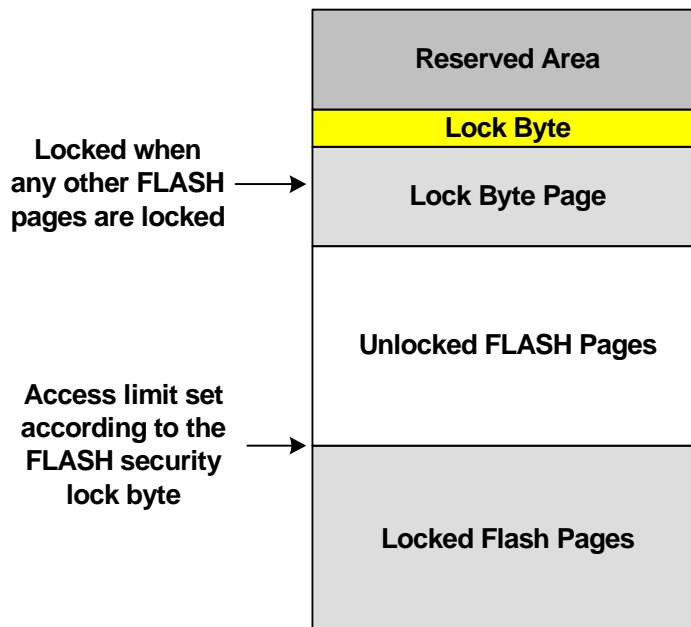 Reserved Area
Lock Byte
Locked when
any other FLASH
pages are locked
Lock Byte Page
Unlocked FLASH Pages
Access limit set
according to the
FLASH security
lock byte
Locked Flash Pages